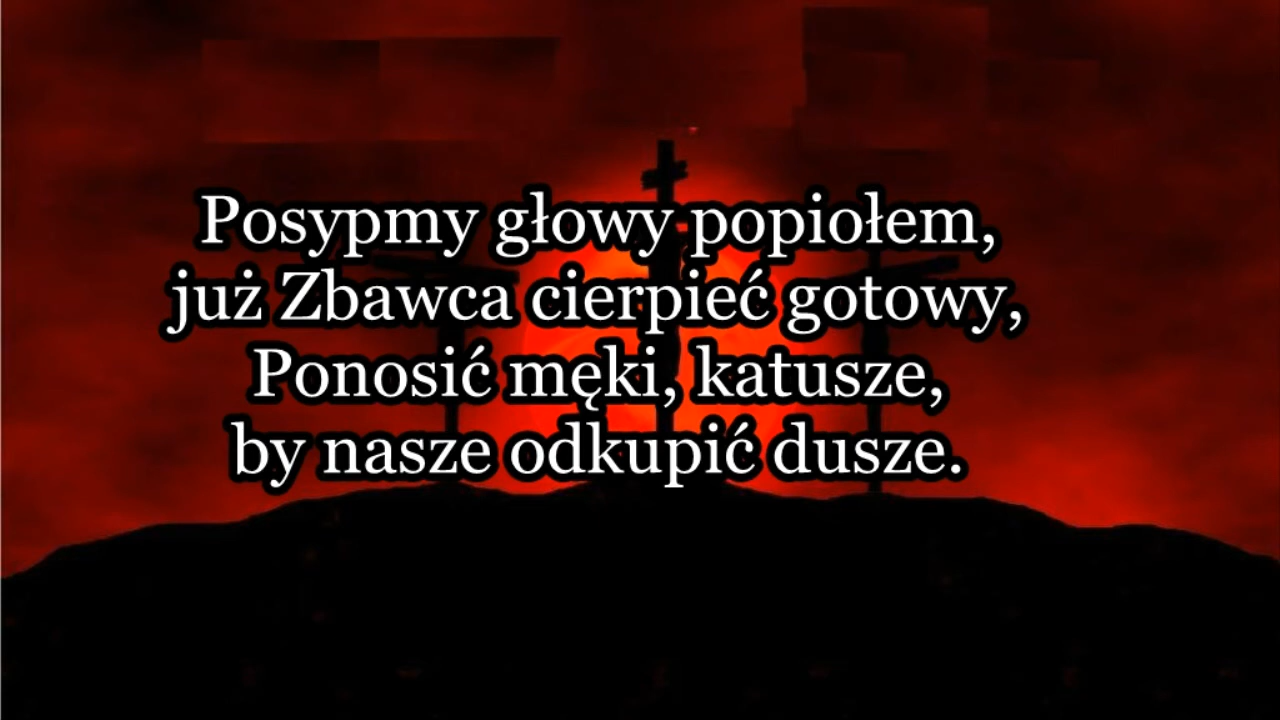 Posypmy głowy popiołem,
już Zbawca cierpieć gotowy,
Ponosić męki, katusze,
by nasze odkupić dusze.